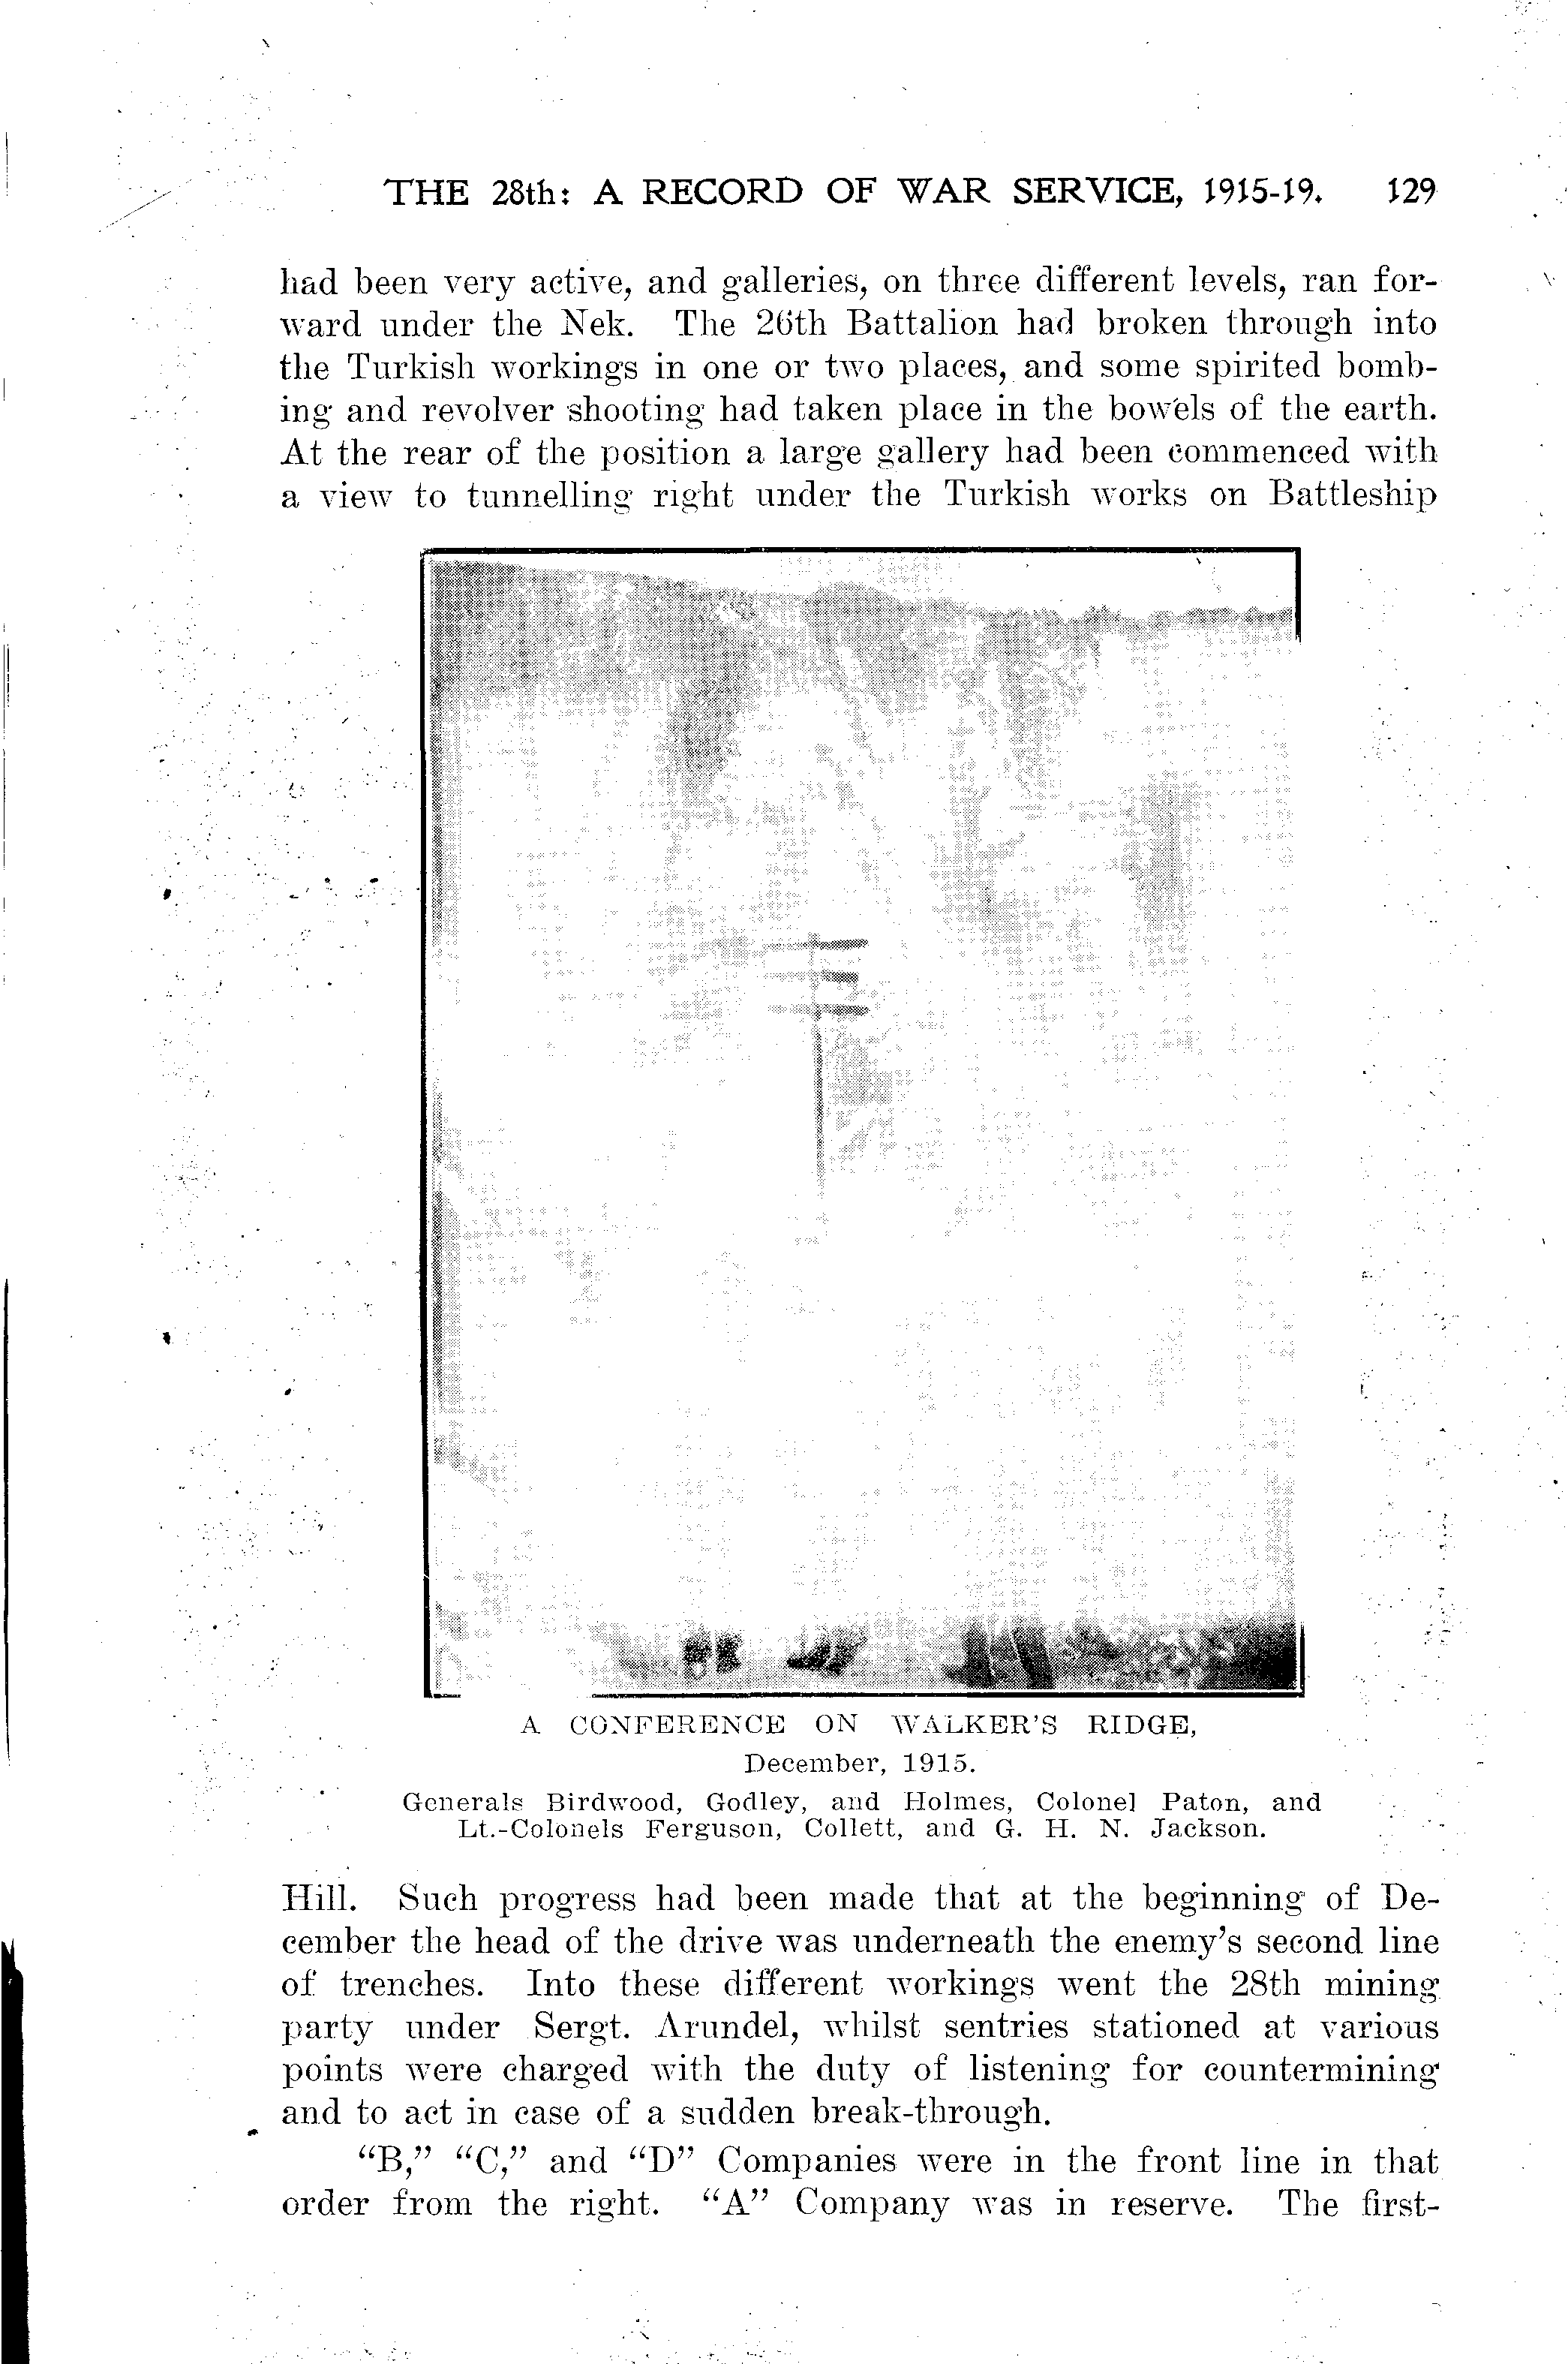 THE 28th: A RECORD OF WAR SERVICE, 1915-19. 129
had been very active, and galleries, on three different levels, ran for-
ward under the Nek. The 26th Battalion had broken through into
the Turkish workings in one or two places, and some spirited bomb-
ing and revolver shooting had taken place in the bowels of the earth.
At the rear of the position a large gallery had been commenced with
a view to tunnelling right under the Turkish works on Battleship
A CONFERENCE ON WALKER'S RIDGE,
December, 1915.
Generals Birdwood, Godley, and Holmes, Colonel Paton, and
Lt.-Colonels Ferguson, Collett, and G. H. N. Jackson.
Hill. Such progress had been made that at the beginning of De-
cember the head of the drive was underneath the enemy's second line
of trenches. Into these different workings went the 28th mining
party under Sergt. Arundel, whilst sentries stationed at various
points were charged with the duty of listening for countermining
and to act in case of a sudden break-through.
"B," "C," and "D" Companies were in the front line in that
order from the right. "A" Company was in reserve. The first-